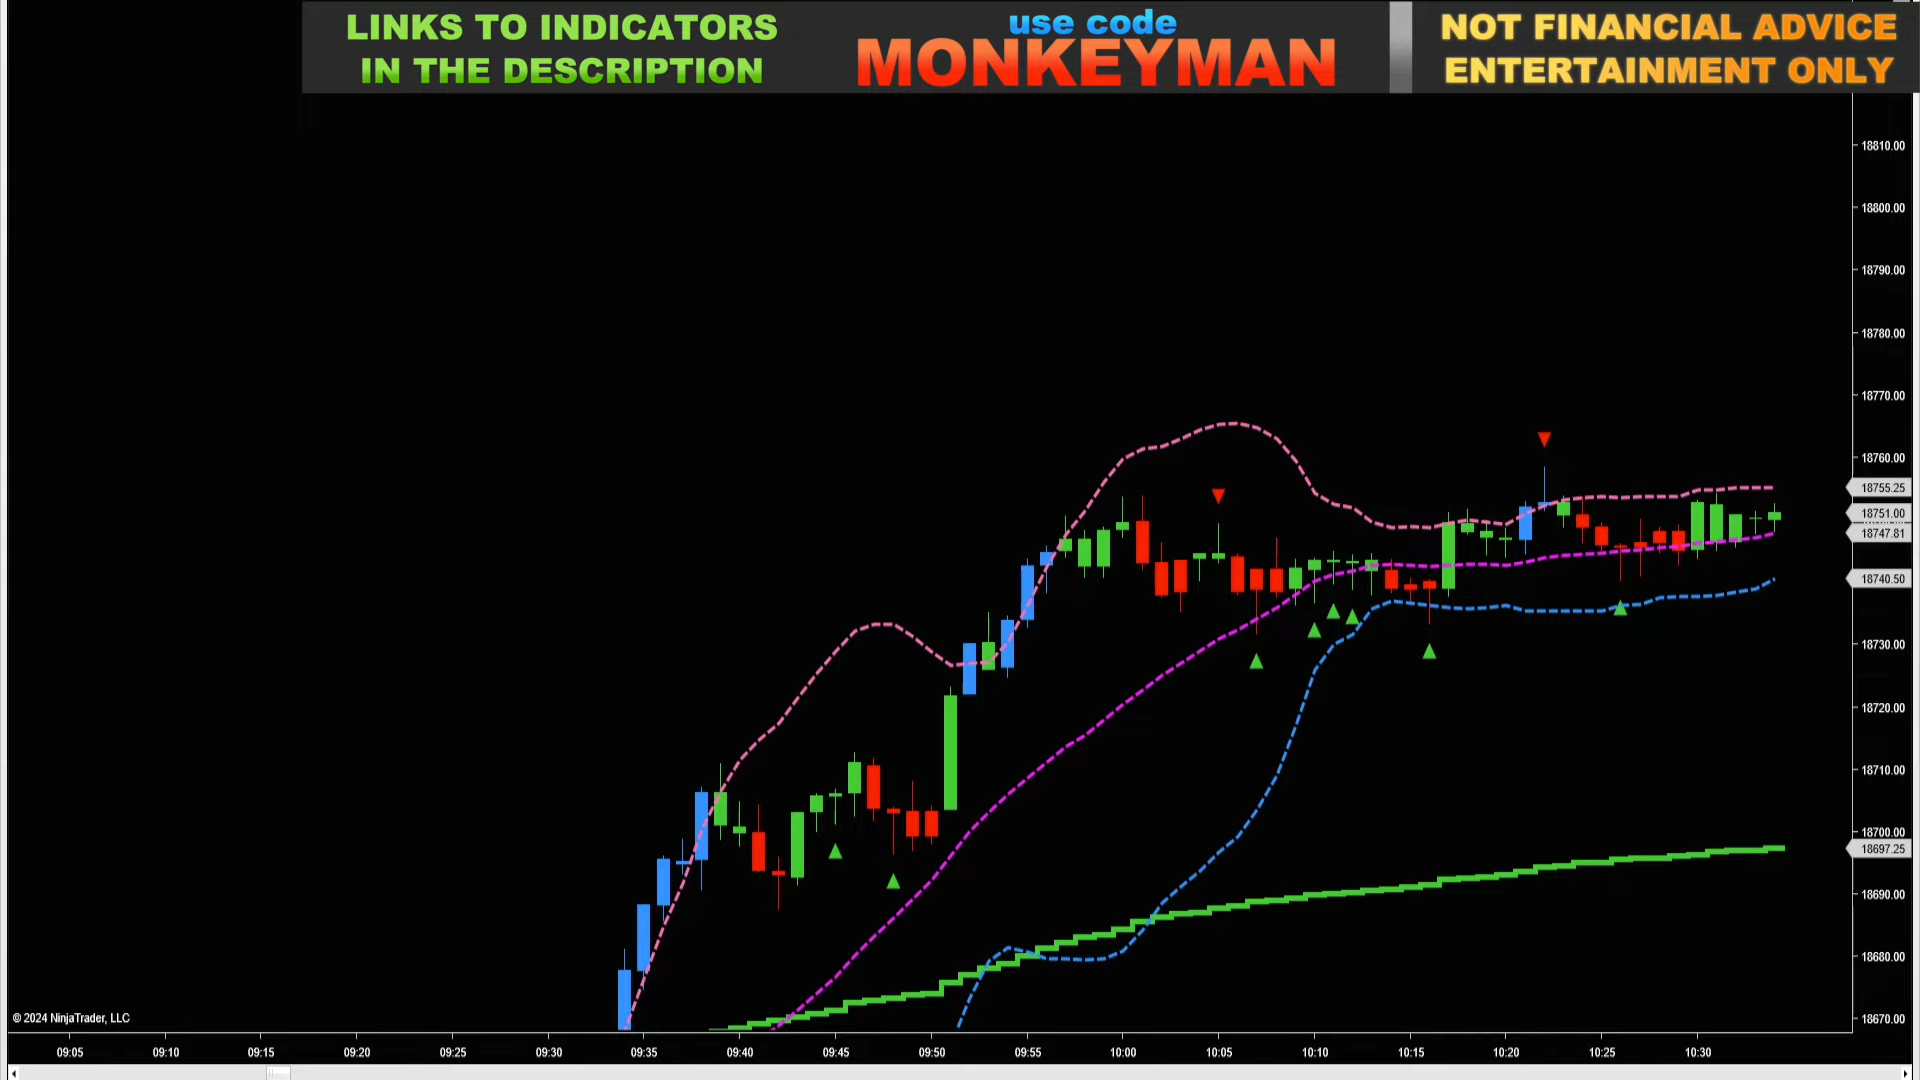 LINKS TO INDICATORS
IN THE DESCRIPTION
use code
MONKEYMAN
NOT FINANCIAL ADVICE
ENTERTAINMENT ONLY
18810.00
18800.00
18790.00
18780.00
18770.00
18760.00
18755.25
18751.00
18747.81
18740.50
18730.00
18720.00
18710.00
18700.00
18697.25
18690.00
18680.00
18670.00
© 2024 NinjaTrader, LLC
09:05 09:10 09:15 09:20 09:25 09:30 09:35 09:40 09:45 09:50 09:55 10:00 10:05 10:10 10:15 10:20 10:25 10:30